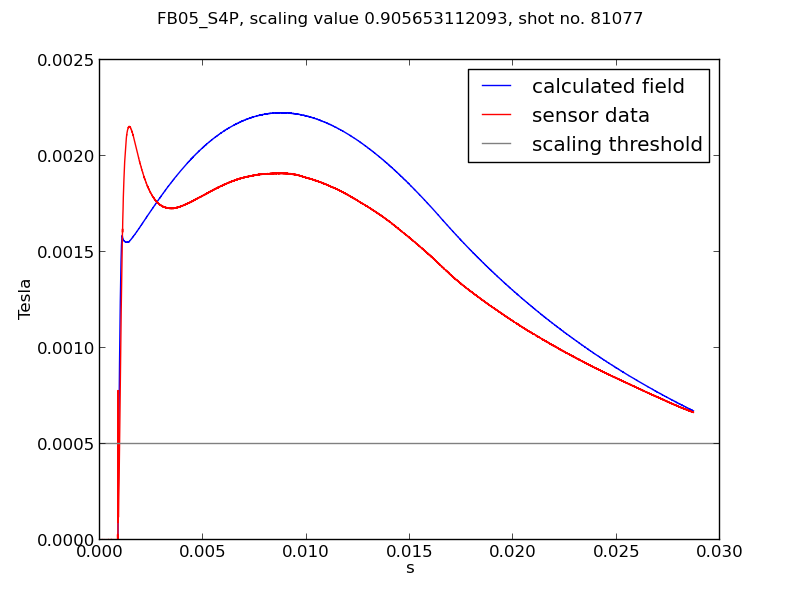 FB05_S4P, scaling value 0.905653112093, shot no. 81077
0.0025
0.0020
0.0015
0.0010
0.0005
0.0000
Tesla
calculated field
sensor data
scaling threshold
0.000
0.005
0.010
0.015
0.020
0.025
0.030
s